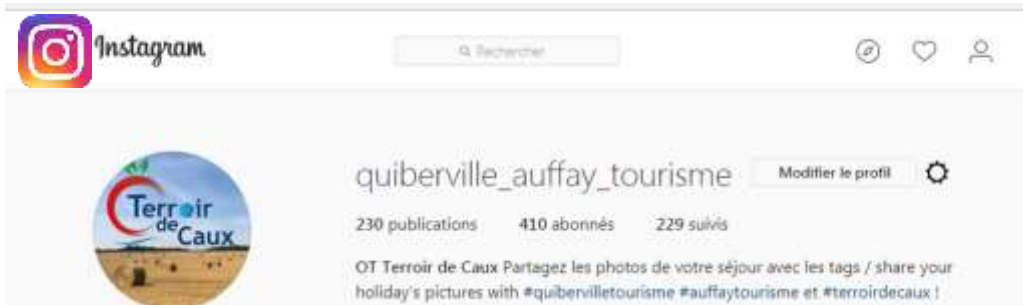 Instagram
Rechercher
quiberville_auffay_tourisme Modifier le profil
230 publications 410 abonnés 229 suivis
Terroir
de
Caux
OT Terroir de Caux Partagez les photos de votre séjour avec les tags / share your
holiday's pictures with #quibervilletourisme #auffaytourisme et #terroirdecaux !